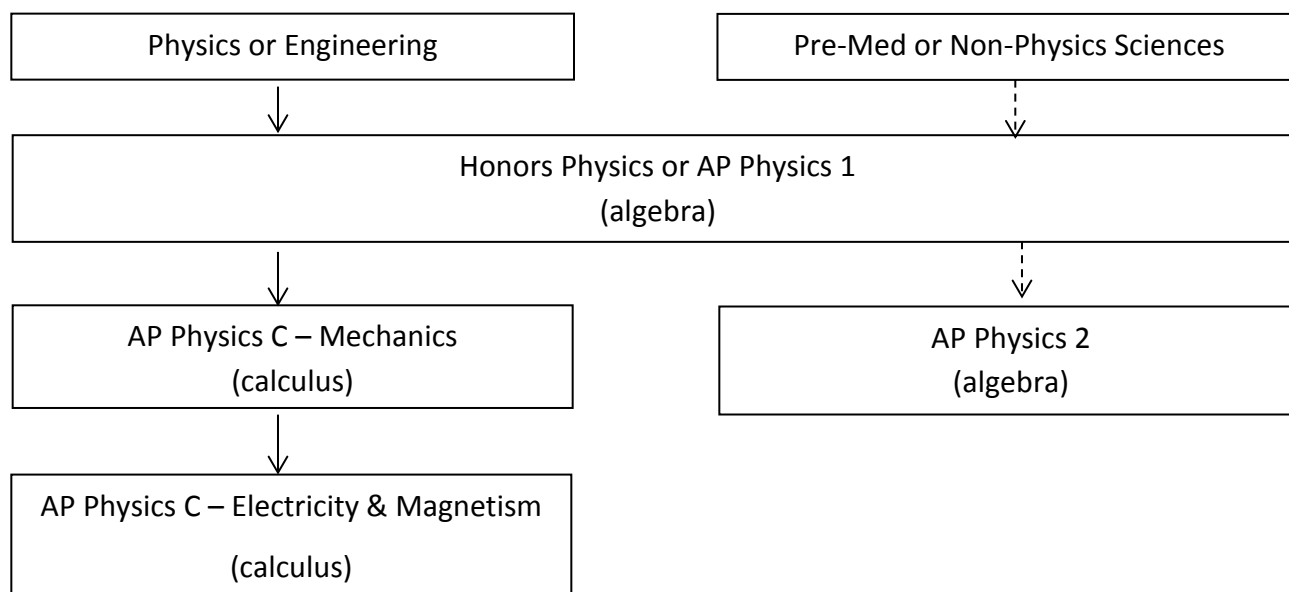 Physics or Engineering
Pre-Med or Non-Physics Sciences
Honors Physics or AP Physics 1
(algebra)
AP Physics C – Mechanics
(calculus)
AP Physics 2
(algebra)
AP Physics C – Electricity & Magnetism
(calculus)